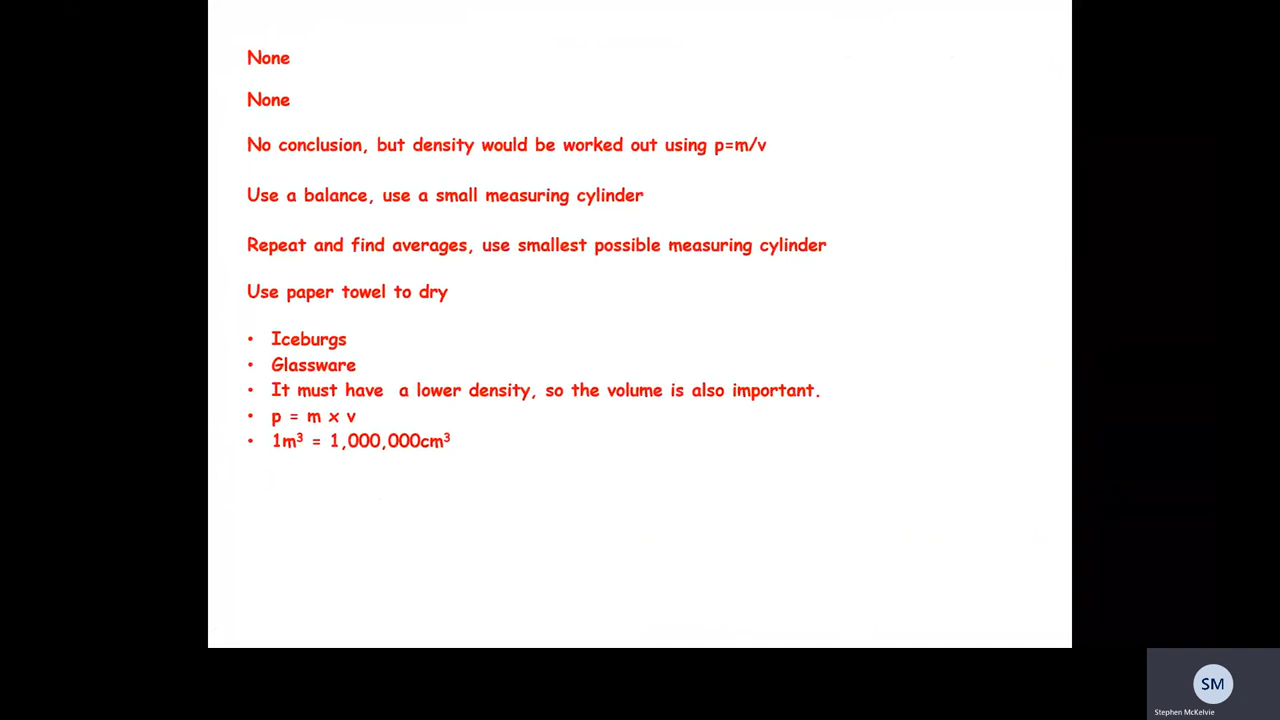 None
None
No conclusion, but density would be worked out using p=m/v
Use a balance, use a small measuring cylinder
Repeat and find averages, use smallest possible measuring cylinder
Use paper towel to dry
• Iceburgs
• Glassware
• It must have  a lower density, so the volume is also important.
• p = m x v
• 1m³ = 1,000,000cm³
SM
Stephen McKelvie